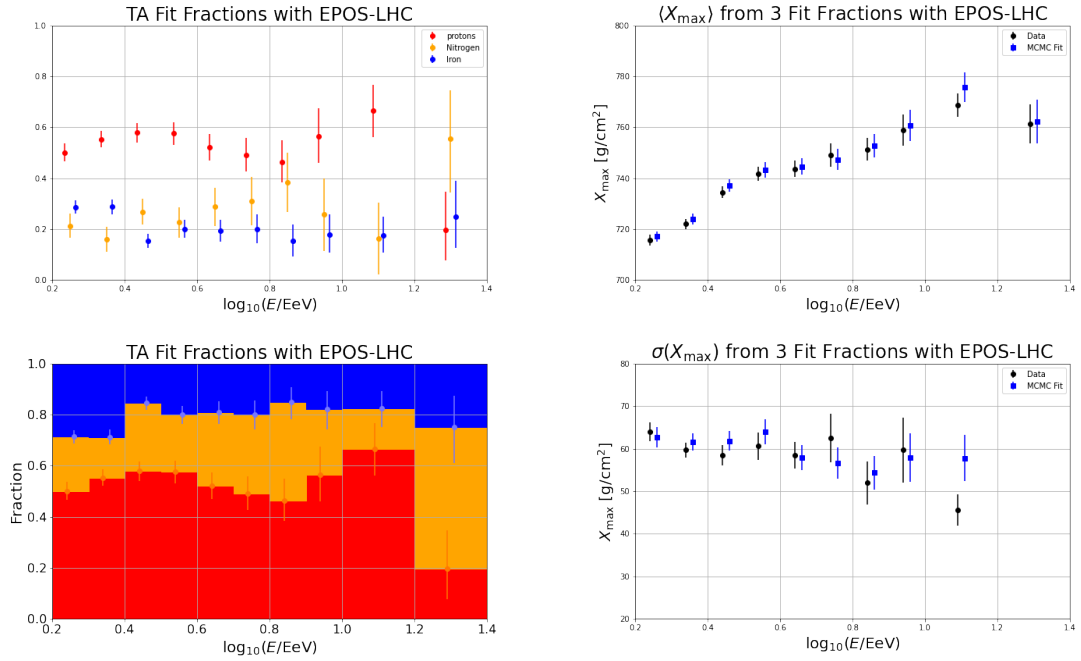 TA Fit Fractions with EPOS-LHC
1.0
0.8
0.6
0.4
0.2
0.0
protons
Nitrogen
Iron
0.2 0.4 0.6 0.8 1.0 1.2 1.4
log₁₀(E/EeV)
⟨Xmax⟩ from 3 Fit Fractions with EPOS-LHC
Xmax [g/cm²]
800
780
760
740
720
700
Data
MCMC Fit
0.2 0.4 0.6 0.8 1.0 1.2 1.4
log₁₀(E/EeV)
TA Fit Fractions with EPOS-LHC
Fraction
1.0
0.8
0.6
0.4
0.2
0.0
0.2 0.4 0.6 0.8 1.0 1.2 1.4
log₁₀(E/EeV)
σ(Xmax) from 3 Fit Fractions with EPOS-LHC
Xmax [g/cm²]
80
70
60
50
40
30
20
Data
MCMC Fit
0.2 0.4 0.6 0.8 1.0 1.2 1.4
log₁₀(E/EeV)